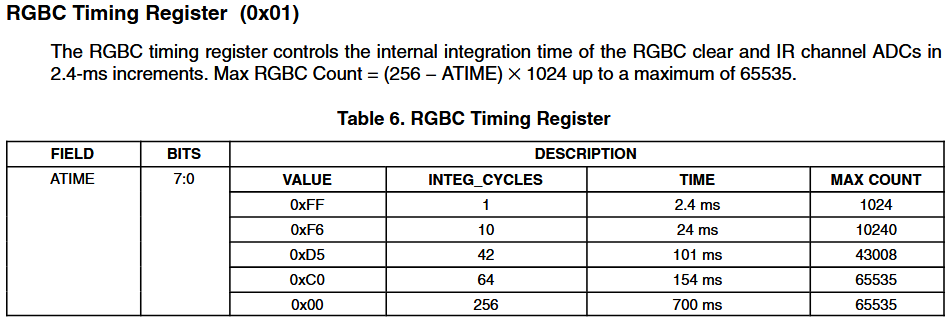 RGBC Timing Register (0x01)
The RGBC timing register controls the internal integration time of the RGBC clear and IR channel ADCs in
2.4-ms increments. Max RGBC Count = (256 − ATIME) × 1024 up to a maximum of 65535.
Table 6. RGBC Timing Register
FIELD BITS DESCRIPTION
ATIME 7:0 VALUE INTEG_CYCLES TIME MAX COUNT
0xFF 1 2.4 ms 1024
0xF6 10 24 ms 10240
0xD5 42 101 ms 43008
0xC0 64 154 ms 65535
0x00 256 700 ms 65535